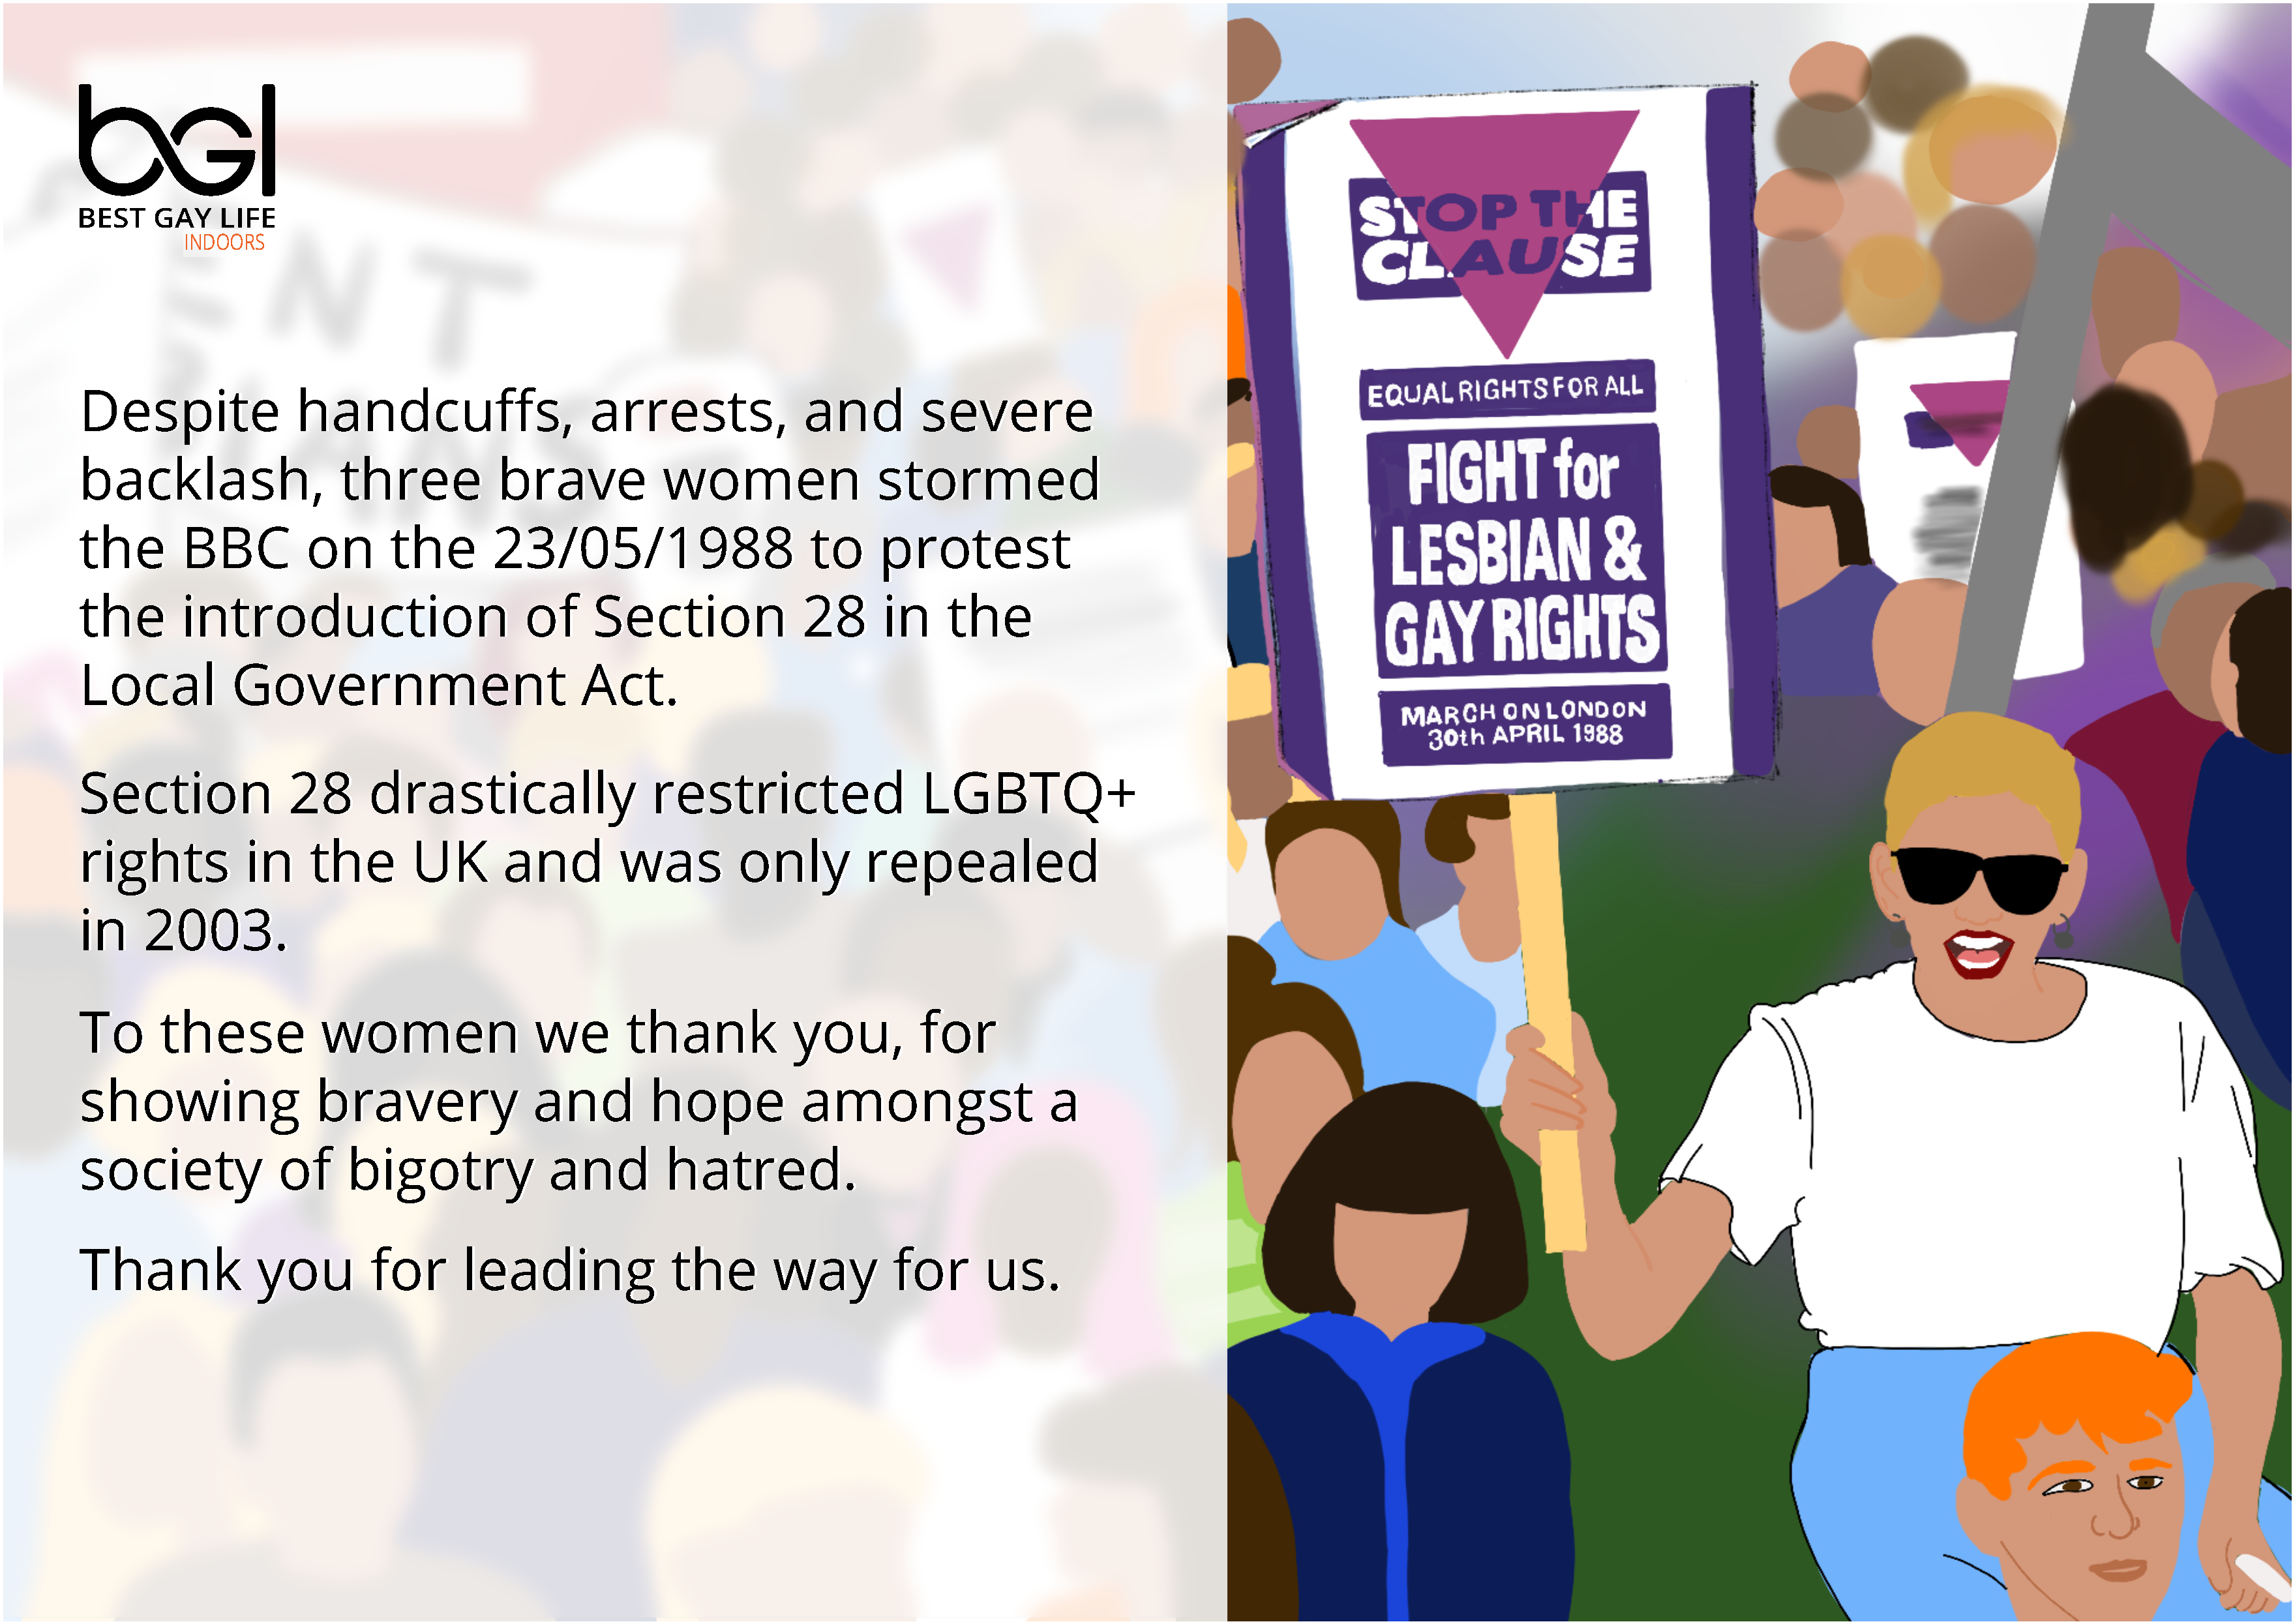 bGl
BEST GAY LIFE
INDOORS
Despite handcuffs, arrests, and severe
backlash, three brave women stormed
the BBC on the 23/05/1988 to protest
the introduction of Section 28 in the
Local Government Act.
Section 28 drastically restricted LGBTQ+
rights in the UK and was only repealed
in 2003.
To these women we thank you, for
showing bravery and hope amongst a
society of bigotry and hatred.
Thank you for leading the way for us.
STOP THE
CLAUSE
EQUAL RIGHTS FOR ALL
FIGHT for
LESBIAN &
GAY RIGHTS
MARCH ON LONDON
30th APRIL 1988